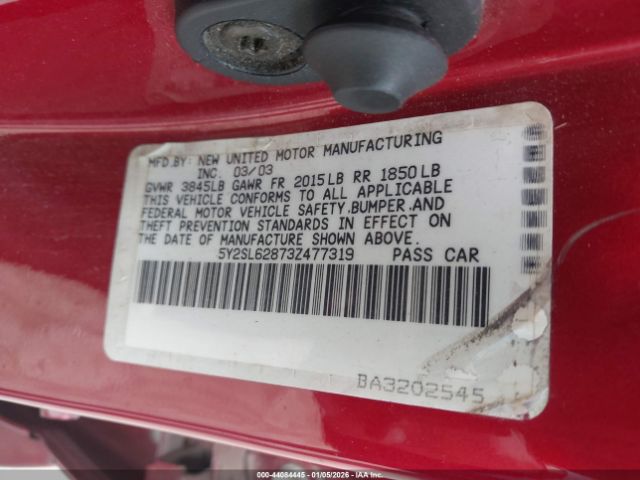 MFD.BY: NEW UNITED MOTOR MANUFACTURING
INC. 03/03
GVWR 3845LB GAWR FR 2015LB RR 1850LB
THIS VEHICLE CONFORMS TO ALL APPLICABLE
FEDERAL MOTOR VEHICLE SAFETY,BUMPER,AND
THEFT PREVENTION STANDARDS IN EFFECT ON
THE DATE OF MANUFACTURE SHOWN ABOVE.
5Y2SL62873Z477319 PASS CAR
BA3202545
000-44084445 - 01/05/2026 - IAAI.COM